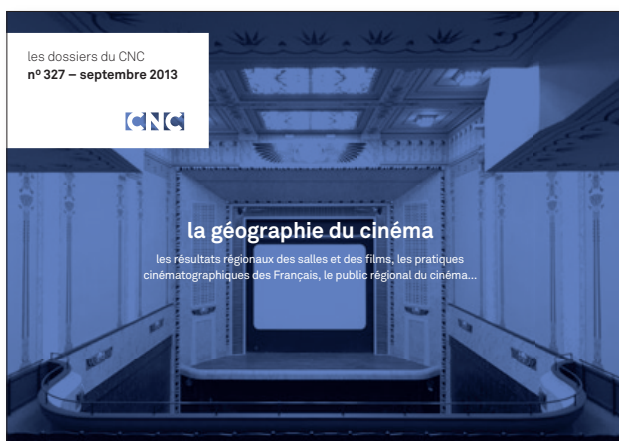 les dossiers du CNC
nº 327 – septembre 2013
CNC
la géographie du cinéma
les résultats régionaux des salles et des films, les pratiques
cinématographiques des Français, le public régional du cinéma…